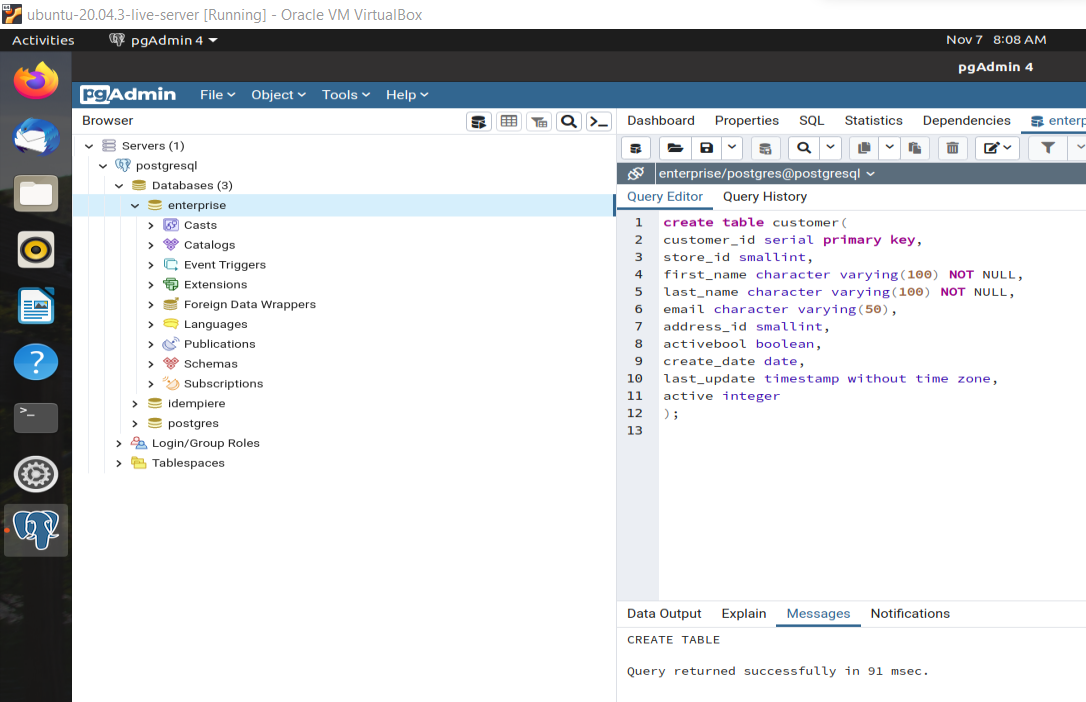 ubuntu-20.04.3-live-server [Running] - Oracle VM VirtualBox
Activities pgAdmin 4 Nov 7 8:08 AM
pgAdmin 4
pgAdmin File Object Tools Help
Browser
Servers (1)
postgresql
Databases (3)
enterprise
Casts
Catalogs
Event Triggers
Extensions
Foreign Data Wrappers
Languages
Publications
Schemas
Subscriptions
idempiere
postgres
Login/Group Roles
Tablespaces
Dashboard Properties SQL Statistics Dependencies enterp
enterprise/postgres@postgresql
Query Editor Query History
1 create table customer(
2 customer_id serial primary key,
3 store_id smallint,
4 first_name character varying(100) NOT NULL,
5 last_name character varying(100) NOT NULL,
6 email character varying(50),
7 address_id smallint,
8 activebool boolean,
9 create_date date,
10 last_update timestamp without time zone,
11 active integer
12 );
13
Data Output Explain Messages Notifications
CREATE TABLE
Query returned successfully in 91 msec.